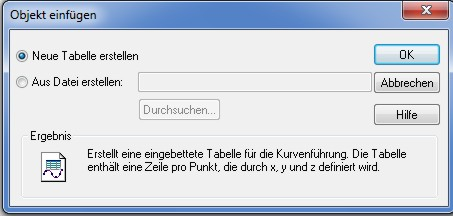 Objekt einfügen
Neue Tabelle erstellen
OK
Aus Datei erstellen:
Abbrechen
Durchsuchen...
Hilfe
Ergebnis
Erstellt eine eingebettete Tabelle für die Kurvenführung. Die Tabelle
enthält eine Zeile pro Punkt, die durch x, y und z definiert wird.